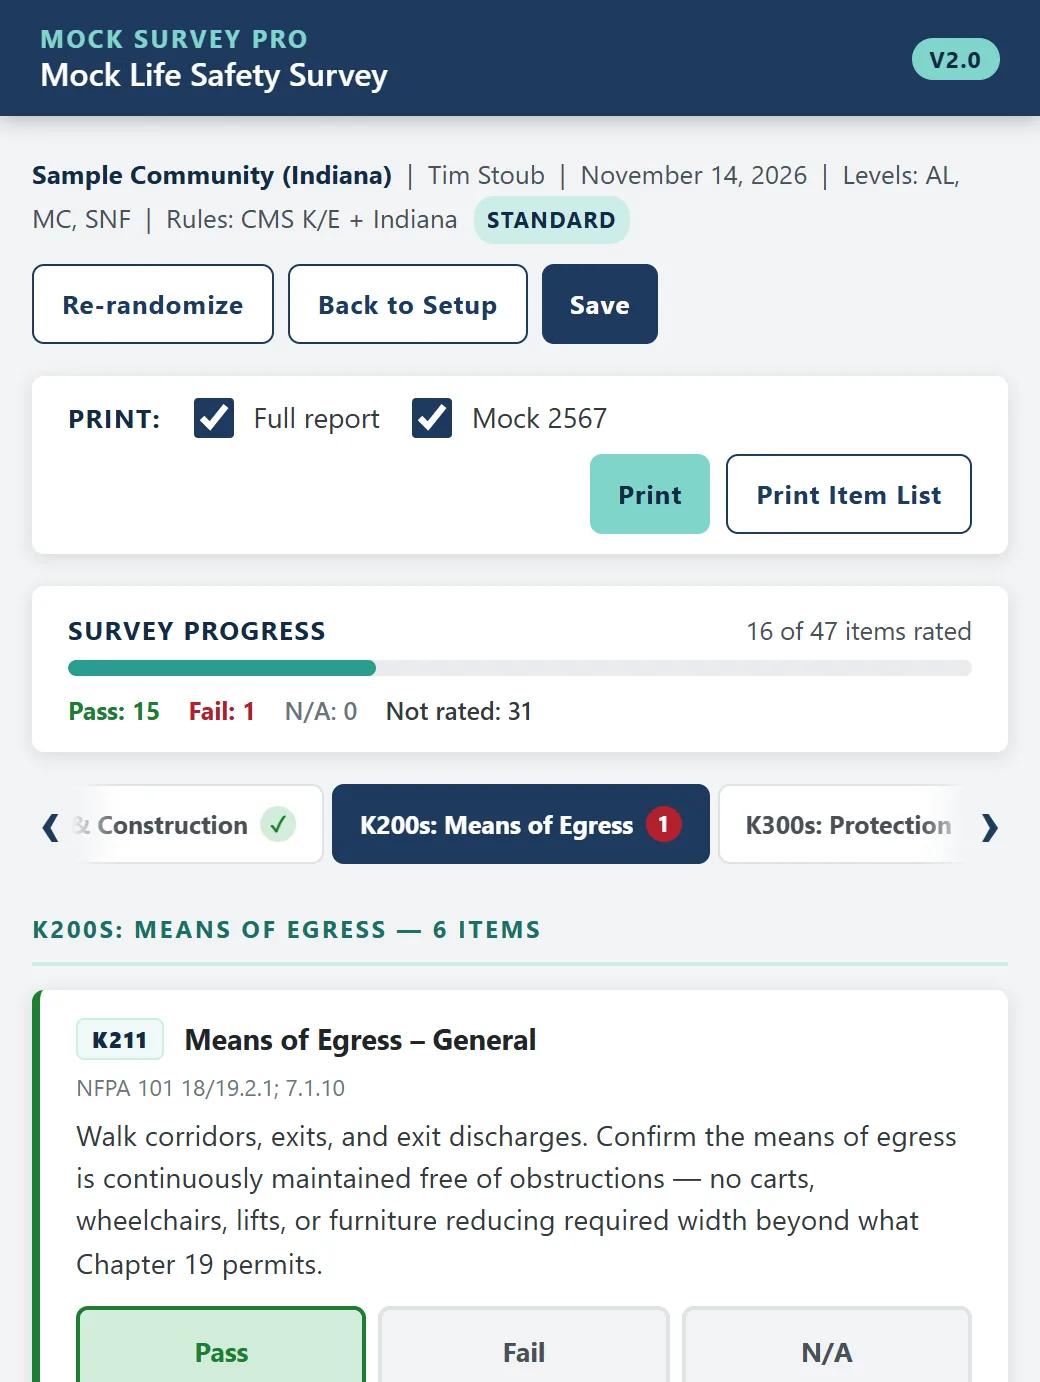 MOCK SURVEY PRO
Mock Life Safety Survey
V2.0
Sample Community (Indiana) | Tim Stoub | November 14, 2026 | Levels: AL,
MC, SNF | Rules: CMS K/E + Indiana STANDARD
Re-randomize Back to Setup Save
PRINT: Full report Mock 2567
Print Print Item List
SURVEY PROGRESS 16 of 47 items rated
Pass: 15 Fail: 1 N/A: 0 Not rated: 31
❮ & Construction ✓ K200s: Means of Egress 1 K300s: Protection ❯
K200S: MEANS OF EGRESS — 6 ITEMS
K211 Means of Egress – General
NFPA 101 18/19.2.1; 7.1.10
Walk corridors, exits, and exit discharges. Confirm the means of egress
is continuously maintained free of obstructions — no carts,
wheelchairs, lifts, or furniture reducing required width beyond what
Chapter 19 permits.
Pass Fail N/A